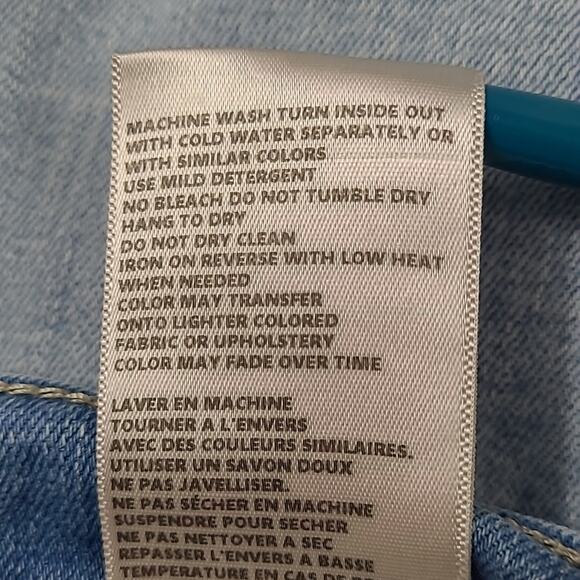 MACHINE WASH TURN INSIDE OUT
WITH COLD WATER SEPARATELY OR
WITH SIMILAR COLORS
USE MILD DETERGENT
NO BLEACH DO NOT TUMBLE DRY
HANG TO DRY
DO NOT DRY CLEAN
IRON ON REVERSE WITH LOW HEAT
WHEN NEEDED
COLOR MAY TRANSFER
ONTO LIGHTER COLORED
FABRIC OR UPHOLSTERY
COLOR MAY FADE OVER TIME
LAVER EN MACHINE
TOURNER A L'ENVERS
AVEC DES COULEURS SIMILAIRES.
UTILISER UN SAVON DOUX
NE PAS JAVELLISER.
NE PAS SÉCHER EN MACHINE
SUSPENDRE POUR SECHER
NE PAS NETTOYER A SEC
REPASSER L'ENVERS A BASSE
TEMPERATURE EN CAS DE